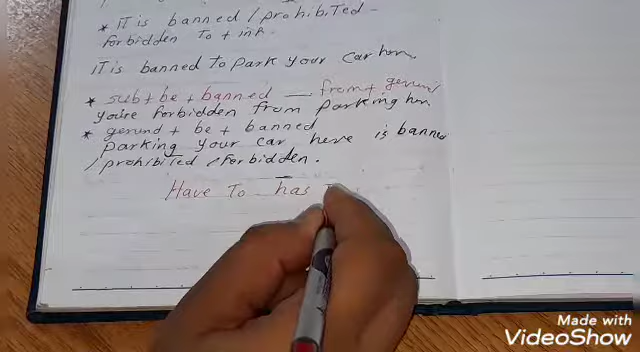 * iT is banned / prohibiTed
forbidden To + inf.
iT is banned To park your car here
* sub + be + banned — from + gerund
you're forbidden from parking here
* gerund + be + banned
parking your car here is banned
/ prohibiTed / forbidden.
Have To has
Made with
VideoShow